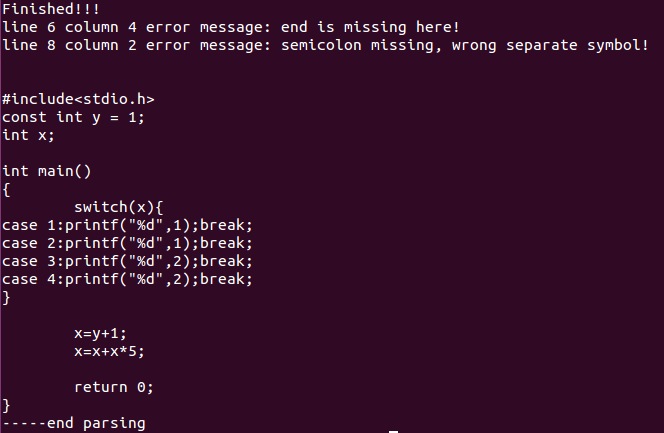 Finished!!!
line 6 column 4 error message: end is missing here!
line 8 column 2 error message: semicolon missing, wrong separate symbol!
#include<stdio.h>
const int y = 1;
int x;
int main()
{
switch(x){
case 1:printf("%d",1);break;
case 2:printf("%d",1);break;
case 3:printf("%d",2);break;
case 4:printf("%d",2);break;
}
x=y+1;
x=x+x*5;
return 0;
}
-----end parsing